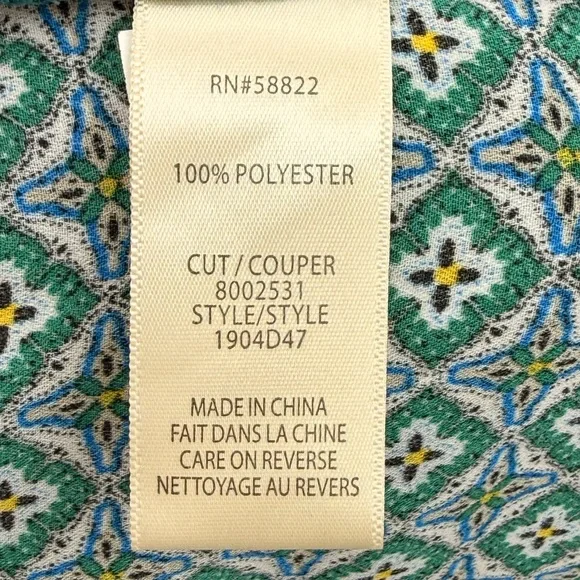 RN#58822
100% POLYESTER
CUT / COUPER
8002531
STYLE/STYLE
1904D47
MADE IN CHINA
FAIT DANS LA CHINE
CARE ON REVERSE
NETTOYAGE AU REVERS